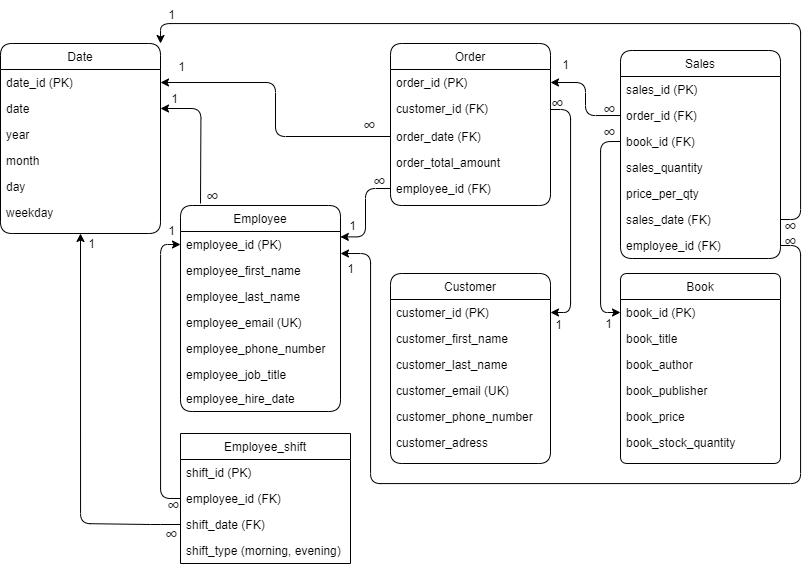 1
Date
date_id (PK)
date
year
month
day
weekday
1
1
∞
∞
1
Order
order_id (PK)
customer_id (FK)
order_date (FK)
order_total_amount
employee_id (FK)
∞
∞
1
1
∞
∞
Sales
sales_id (PK)
order_id (FK)
book_id (FK)
sales_quantity
price_per_qty
sales_date (FK)
employee_id (FK)
∞
∞
Employee
employee_id (PK)
employee_first_name
employee_last_name
employee_email (UK)
employee_phone_number
employee_job_title
employee_hire_date
1
1
Customer
customer_id (PK)
customer_first_name
customer_last_name
customer_email (UK)
customer_phone_number
customer_adress
1
1
Book
book_id (PK)
book_title
book_author
book_publisher
book_price
book_stock_quantity
Employee_shift
shift_id (PK)
employee_id (FK)
shift_date (FK)
shift_type (morning, evening)
∞
∞